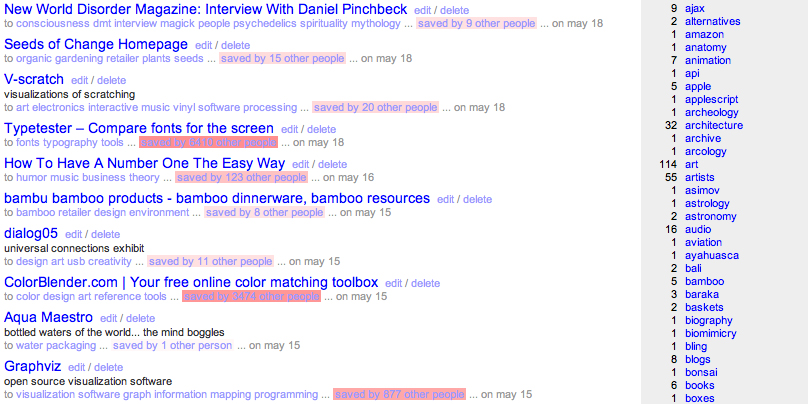 New World Disorder Magazine: Interview With Daniel Pinchbeck edit / delete
to consciousness dmt interview magick people psychedelics spirituality mythology ... saved by 9 other people ... on may 18
Seeds of Change Homepage edit / delete
to organic gardening retailer plants seeds ... saved by 15 other people ... on may 18
V-scratch edit / delete
visualizations of scratching
to art electronics interactive music vinyl software processing ... saved by 20 other people ... on may 18
Typetester – Compare fonts for the screen edit / delete
to fonts typography tools ... saved by 6419 other people ... on may 18
How To Have A Number One The Easy Way edit / delete
to humor music business theory ... saved by 123 other people ... on may 16
bambu bamboo products - bamboo dinnerware, bamboo resources edit / delete
to bamboo retailer design environment ... saved by 8 other people ... on may 15
dialog05 edit / delete
universal connections exhibit
to design art usb creativity ... saved by 11 other people ... on may 15
ColorBlender.com | Your free online color matching toolbox edit / delete
to color design art reference tools ... saved by 3474 other people ... on may 15
Aqua Maestro edit / delete
bottled waters of the world... the mind boggles
to water packaging ... saved by 1 other person ... on may 15
Graphviz edit / delete
open source visualization software
to visualization software graph information mapping programming ... saved by 877 other people ... on may 15
9 ajax
2 alternatives
1 amazon
1 anatomy
7 animation
1 api
5 apple
1 applescript
1 archeology
32 architecture
1 archive
1 arcology
114 art
55 artists
1 asimov
1 astrology
2 astronomy
16 audio
1 aviation
1 ayahuasca
2 bali
5 bamboo
3 baraka
2 baskets
1 biography
1 biomimicry
1 bling
8 blogs
1 bonsai
6 books
1 boxes